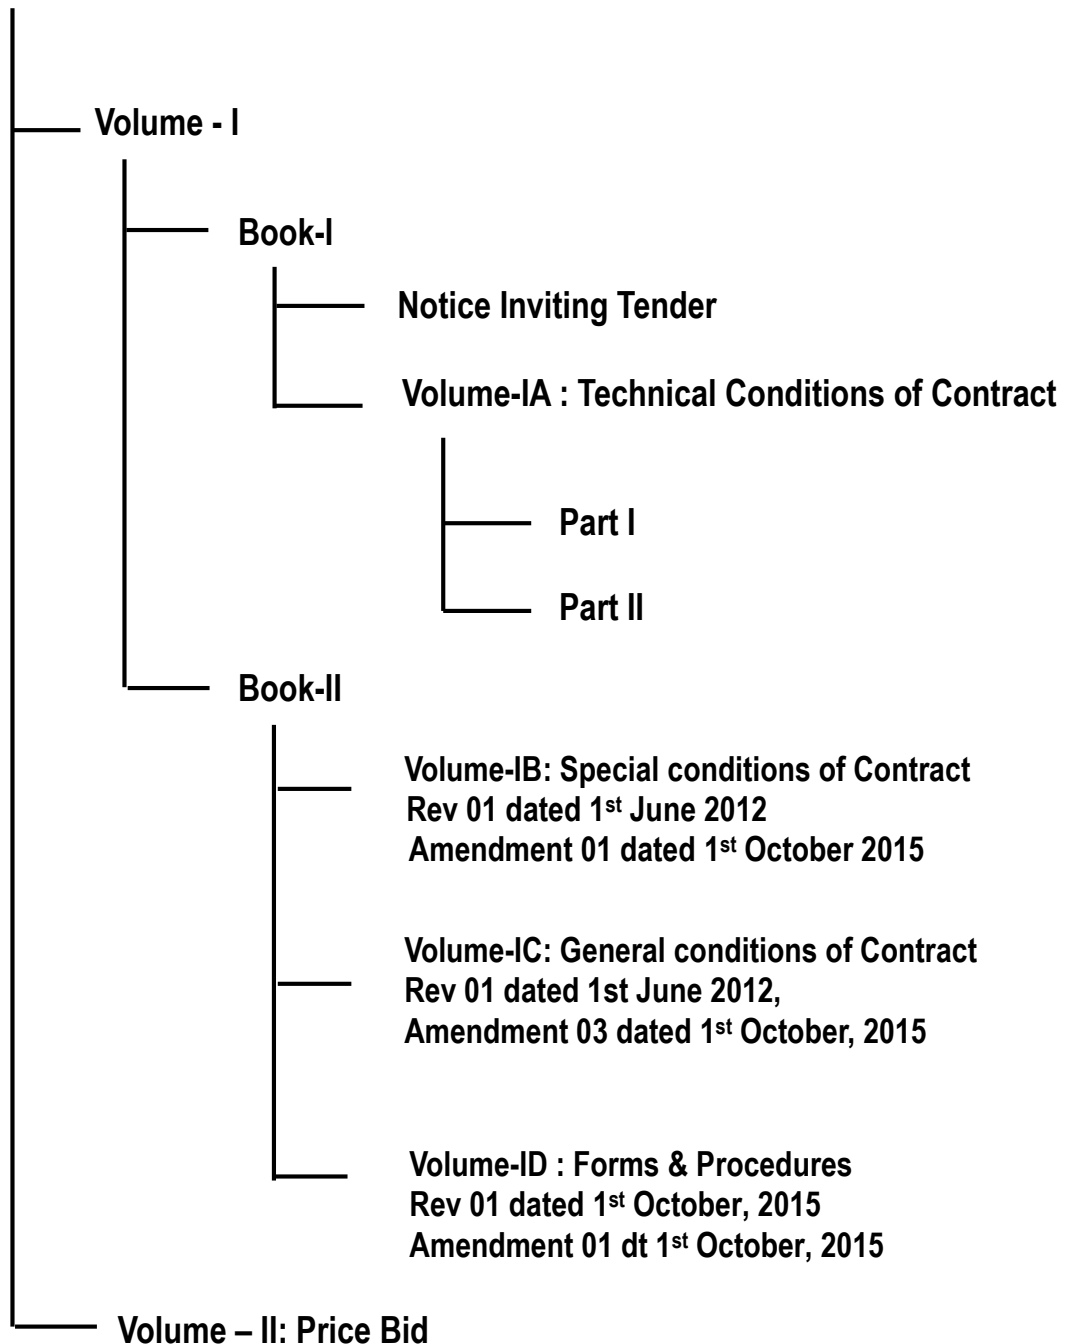 Volume - I
Book-I
Notice Inviting Tender
Volume-IA : Technical Conditions of Contract
Part I
Part II
Book-II
Volume-IB: Special conditions of Contract
Rev 01 dated 1st June 2012
Amendment 01 dated 1st October 2015
Volume-IC: General conditions of Contract
Rev 01 dated 1st June 2012,
Amendment 03 dated 1st October, 2015
Volume-ID : Forms & Procedures
Rev 01 dated 1st October, 2015
Amendment 01 dt 1st October, 2015
Volume – II: Price Bid